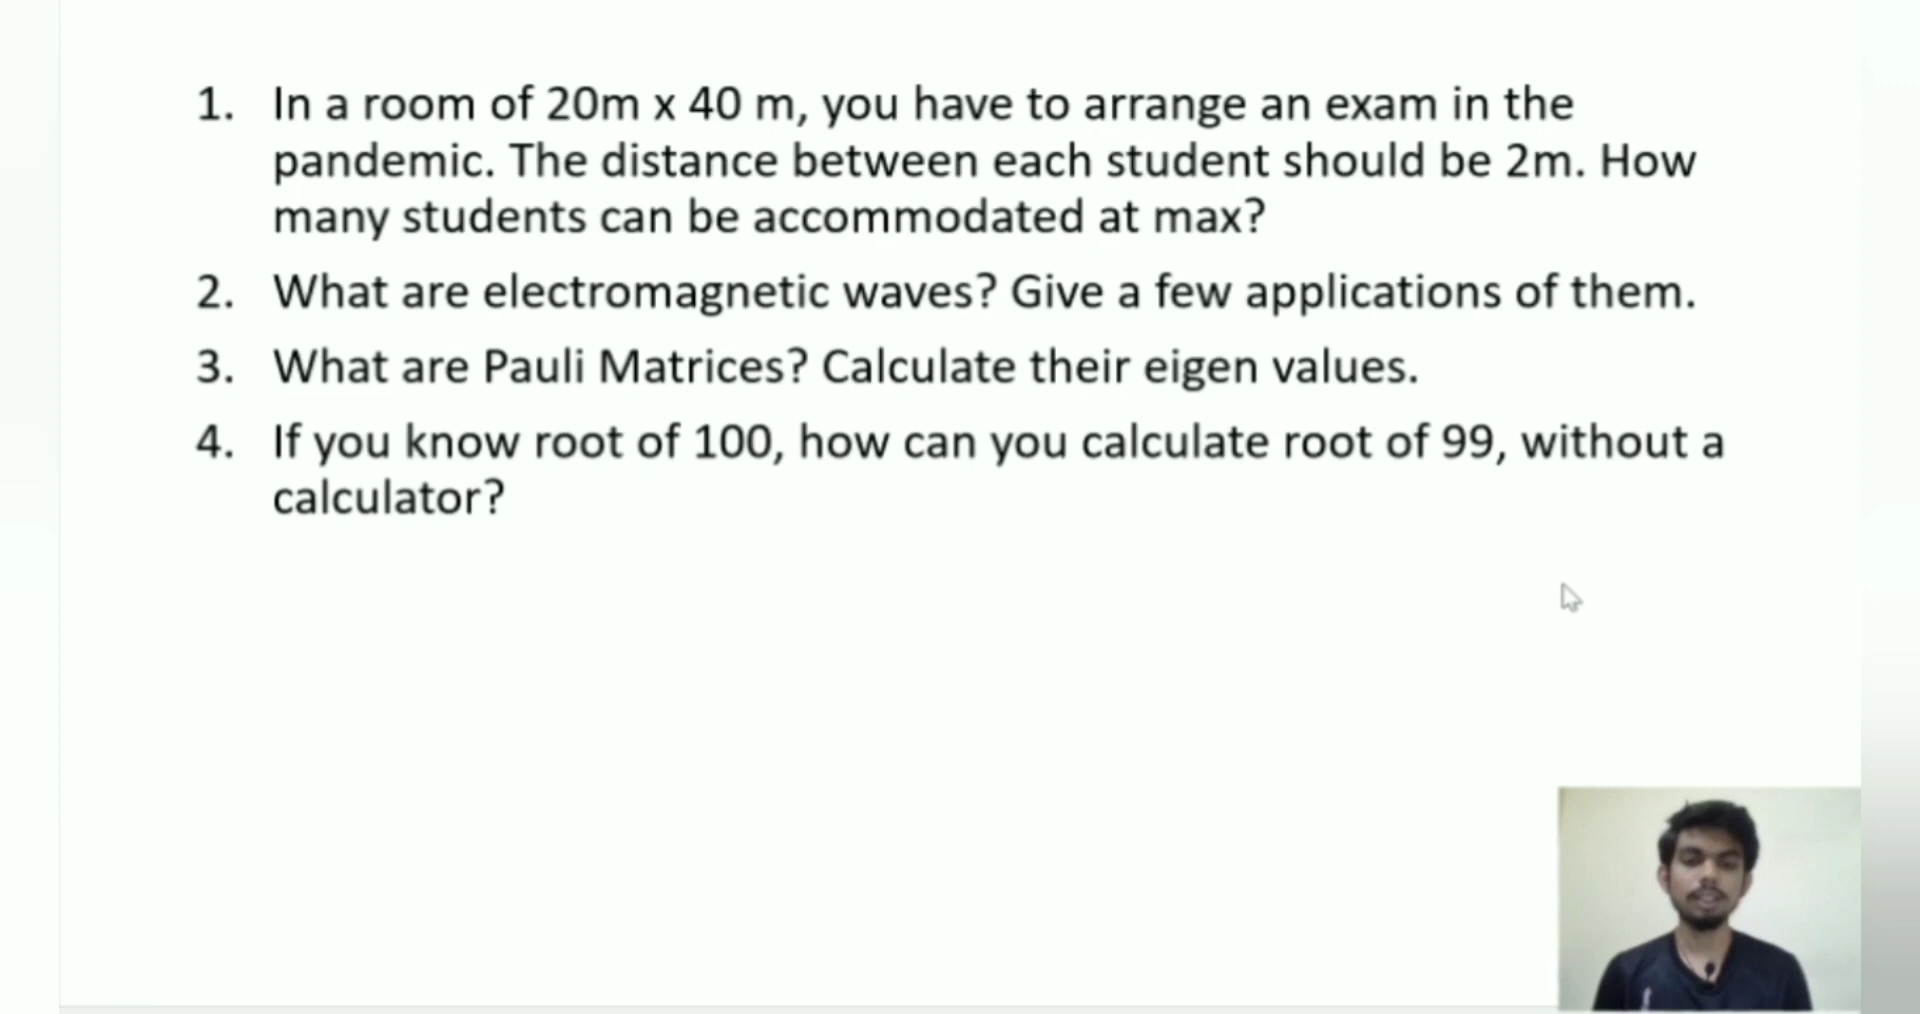 1. In a room of 20m x 40 m, you have to arrange an exam in the
pandemic. The distance between each student should be 2m. How
many students can be accommodated at max?
2. What are electromagnetic waves? Give a few applications of them.
3. What are Pauli Matrices? Calculate their eigen values.
4. If you know root of 100, how can you calculate root of 99, without a
calculator?